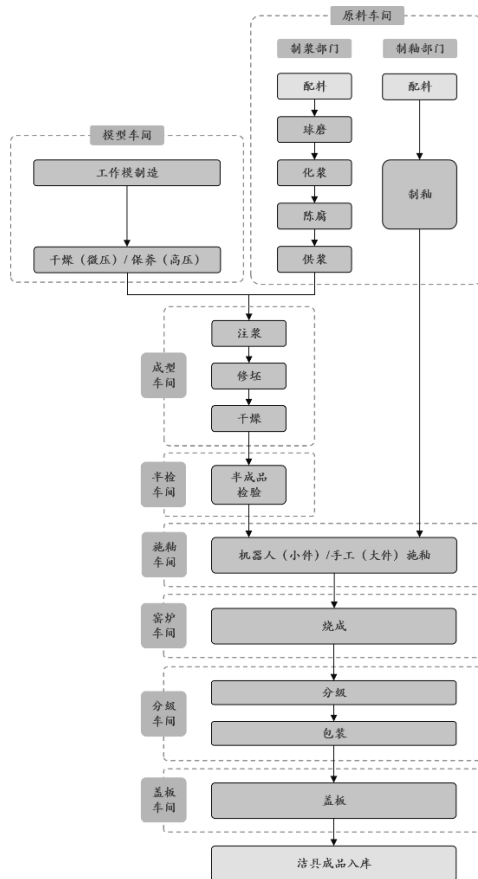 原料车间
制浆部门
制釉部门
配料
配料
球磨
化浆
陈腐
供浆
制釉
模型车间
工作模制造
干燥（微压）/保养（高压）
成型
车间
注浆
修坯
干燥
半检
车间
半成品
检验
施釉
车间
机器人（小件）/手工（大件）施釉
窑炉
车间
烧成
分级
车间
分级
包装
盖板
车间
盖板
洁具成品入库